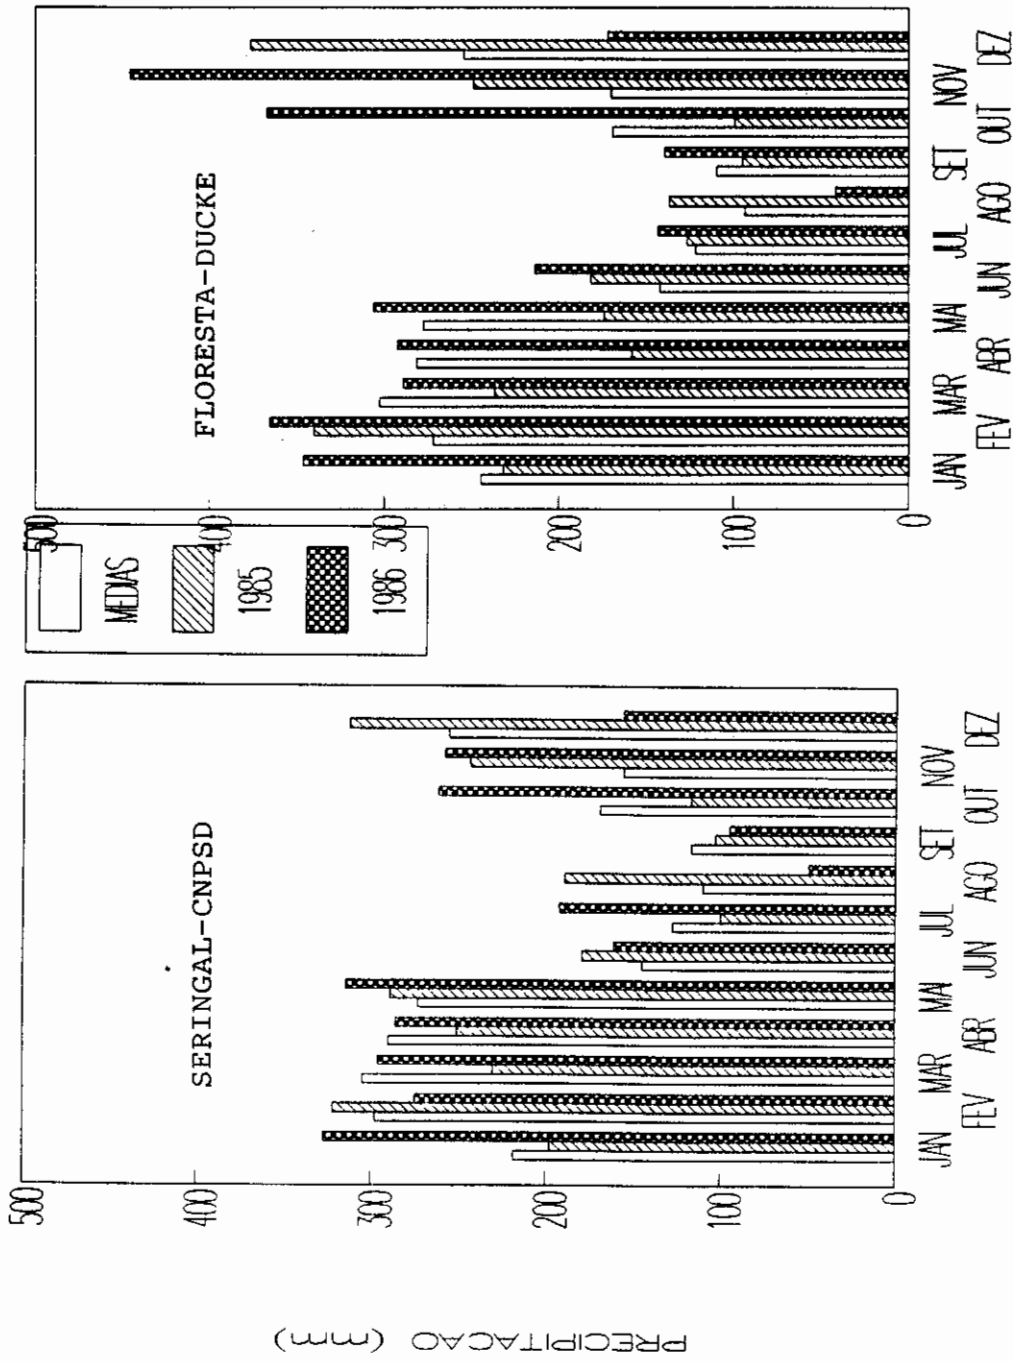 PRECIPITACAO (mm)
SERINGAL-CNPSD
500
400
300
200
100
0
JAN
FEV
MAR
ABR
MAI
JUN
JUL
AGO
SET
OUT
NOV
DEZ
MEDIAS
1985
1986
FLORESTA-DUCKE
500
400
300
200
100
0
JAN
FEV
MAR
ABR
MAI
JUN
JUL
AGO
SET
OUT
NOV
DEZ